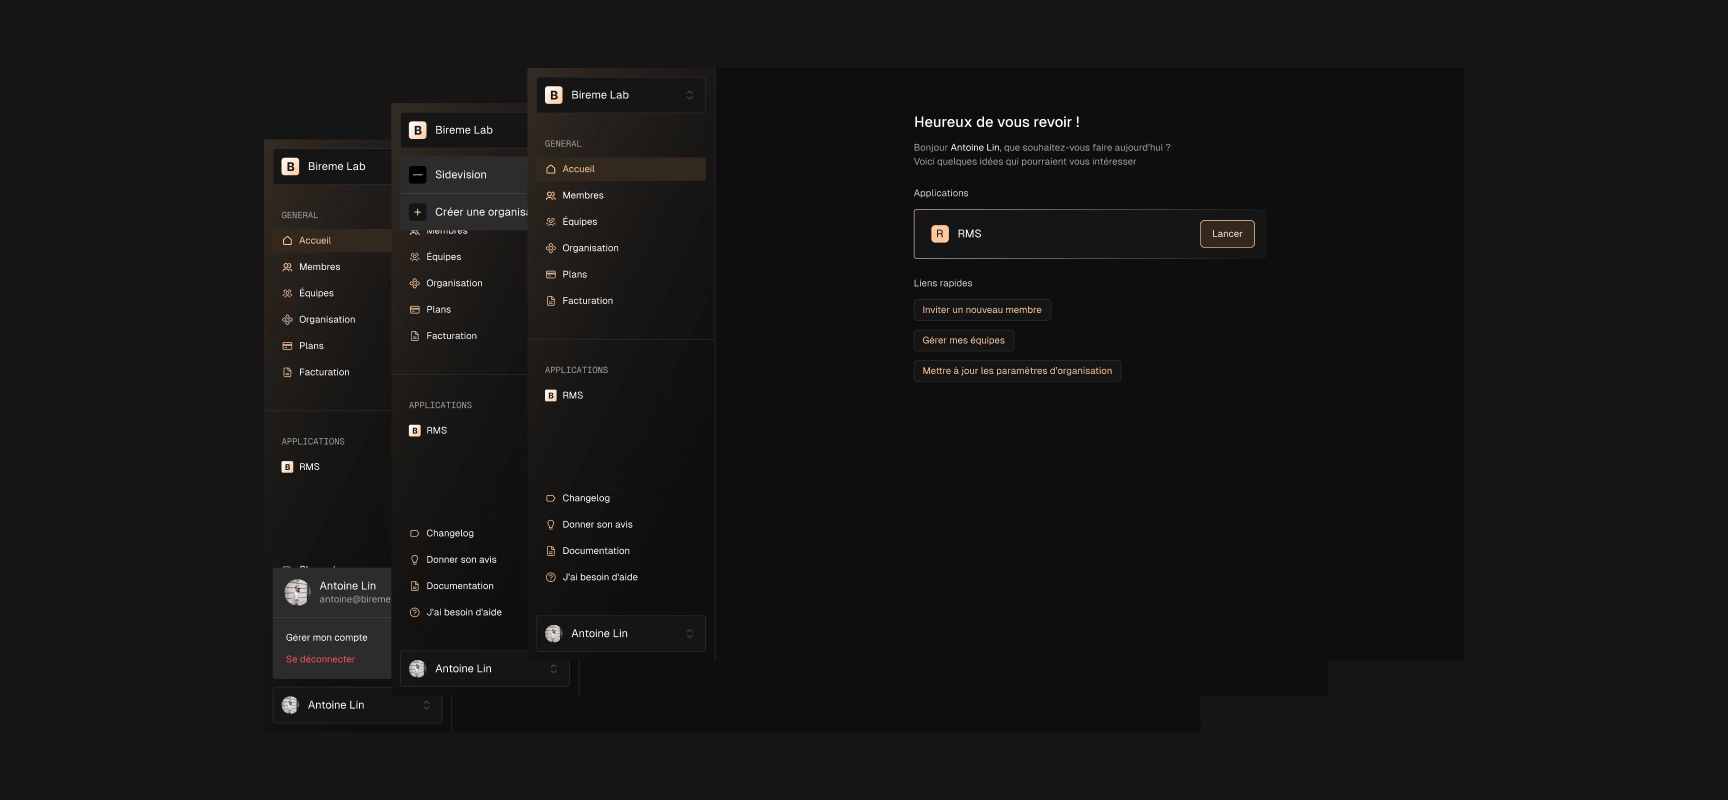 B Bireme Lab
GENERAL
Accueil
Membres
Équipes
Organisation
Plans
Facturation
APPLICATIONS
B RMS
Antoine Lin
antoine@bireme
Gérer mon compte
Se déconnecter
Antoine Lin
B Bireme Lab
Sidevision
Créer une organisa
Membres
Équipes
Organisation
Plans
Facturation
APPLICATIONS
B RMS
Changelog
Donner son avis
Documentation
J'ai besoin d'aide
Antoine Lin
B Bireme Lab
GENERAL
Accueil
Membres
Équipes
Organisation
Plans
Facturation
APPLICATIONS
B RMS
Changelog
Donner son avis
Documentation
J'ai besoin d'aide
Antoine Lin
Heureux de vous revoir !
Bonjour Antoine Lin, que souhaitez-vous faire aujourd'hui ?
Voici quelques idées qui pourraient vous intéresser
Applications
R RMS
Lancer
Liens rapides
Inviter un nouveau membre
Gérer mes équipes
Mettre à jour les paramètres d'organisation